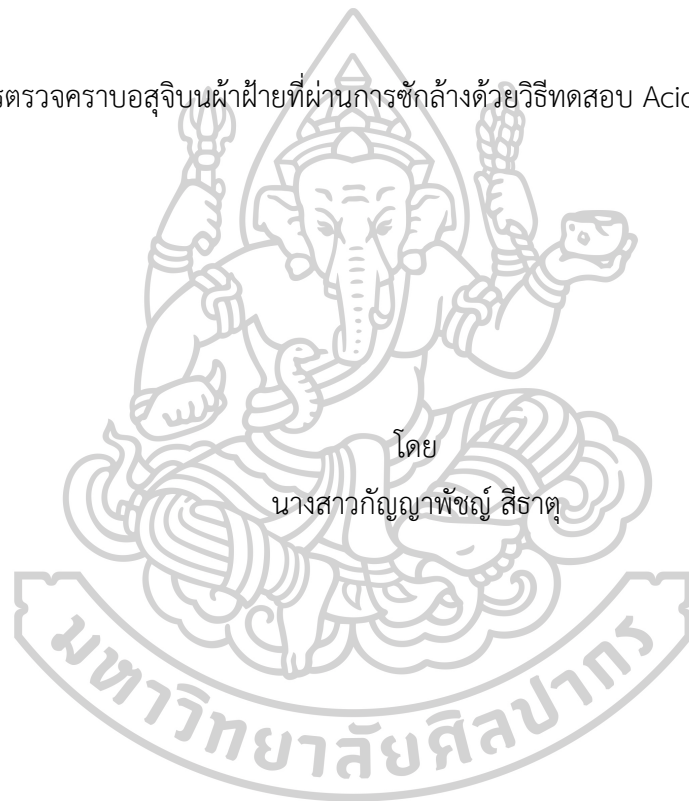 รตรวจคราบอสุจิบนผ้าฝ้ายที่ผ่านการซักล้างด้วยวิธีทดสอบ Acid
โดย
นางสาวกัญญาพัชญ์ สีธาตุ
มหาวิทยาลัยศิลปากร